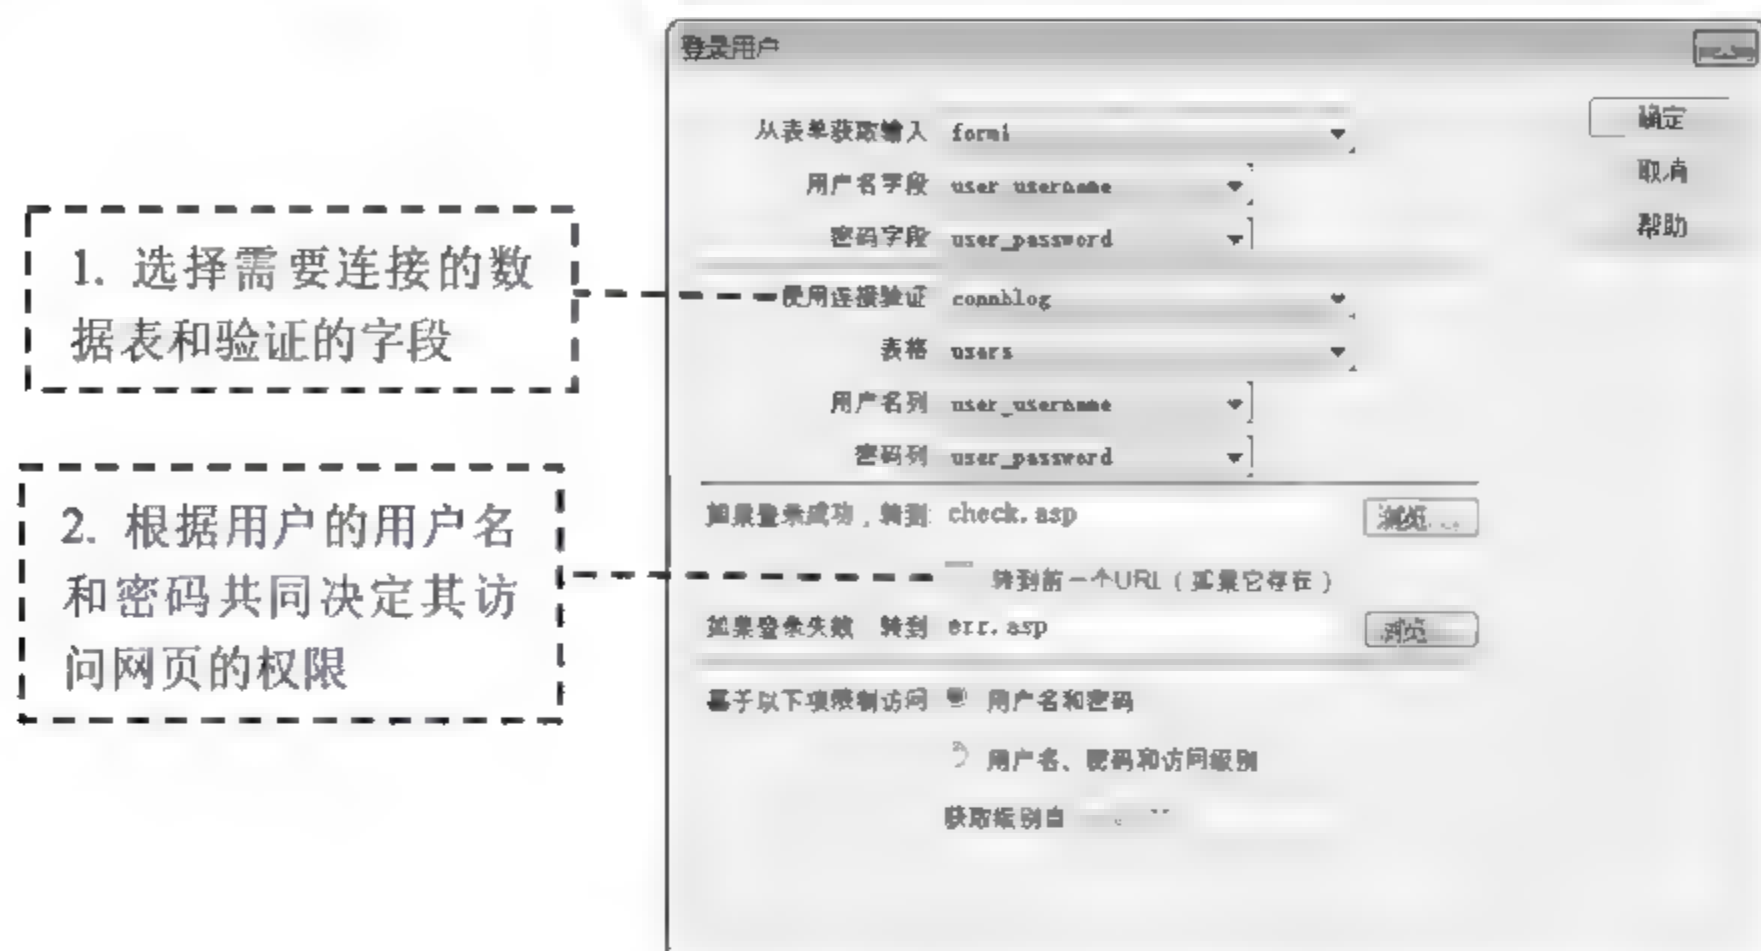 登录用户
从表单获取输入 form1
确定
用户名字段 user_username
取消
密码字段 user_password
帮助
1. 选择需要连接的数
据表和验证的字段
使用连接验证 connblog
表格 users
用户名列 user_username
密码列 user_password
2. 根据用户的用户名
和密码共同决定其访
问网页的权限
如果登录成功，转到 check.asp 浏览...
转到前一个URL（如果它存在）
如果登录失败 转到 err.asp 浏览
基于以下项限制访问 用户名和密码
用户名、密码和访问级别
获取级别自